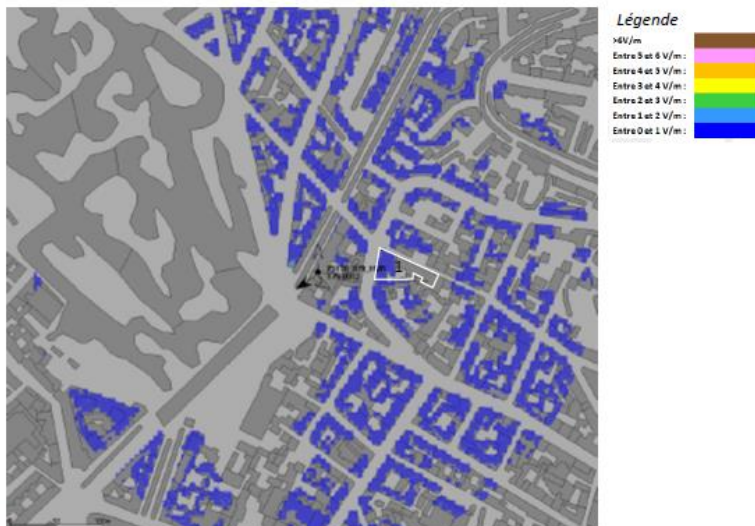 Légende
>6V/m
Entre 5 et 6 V/m :
Entre 4 et 5 V/m :
Entre 3 et 4 V/m :
Entre 2 et 3 V/m :
Entre 1 et 2 V/m :
Entre 0 et 1 V/m :
1